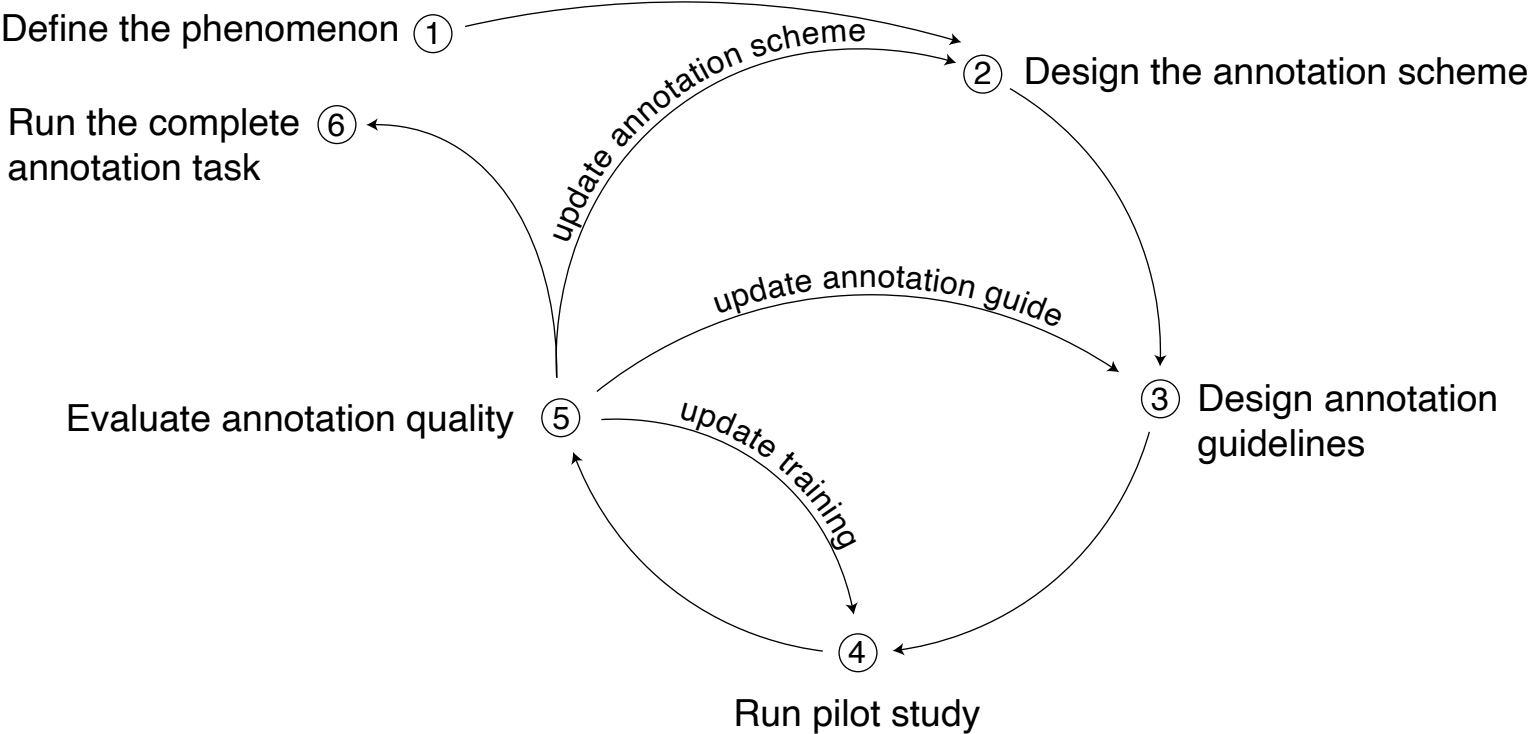 Define the phenomenon 1
2 Design the annotation scheme
update annotation scheme
Run the complete 6
annotation task
update annotation guide
3 Design annotation
guidelines
Evaluate annotation quality 5
update training
4
Run pilot study